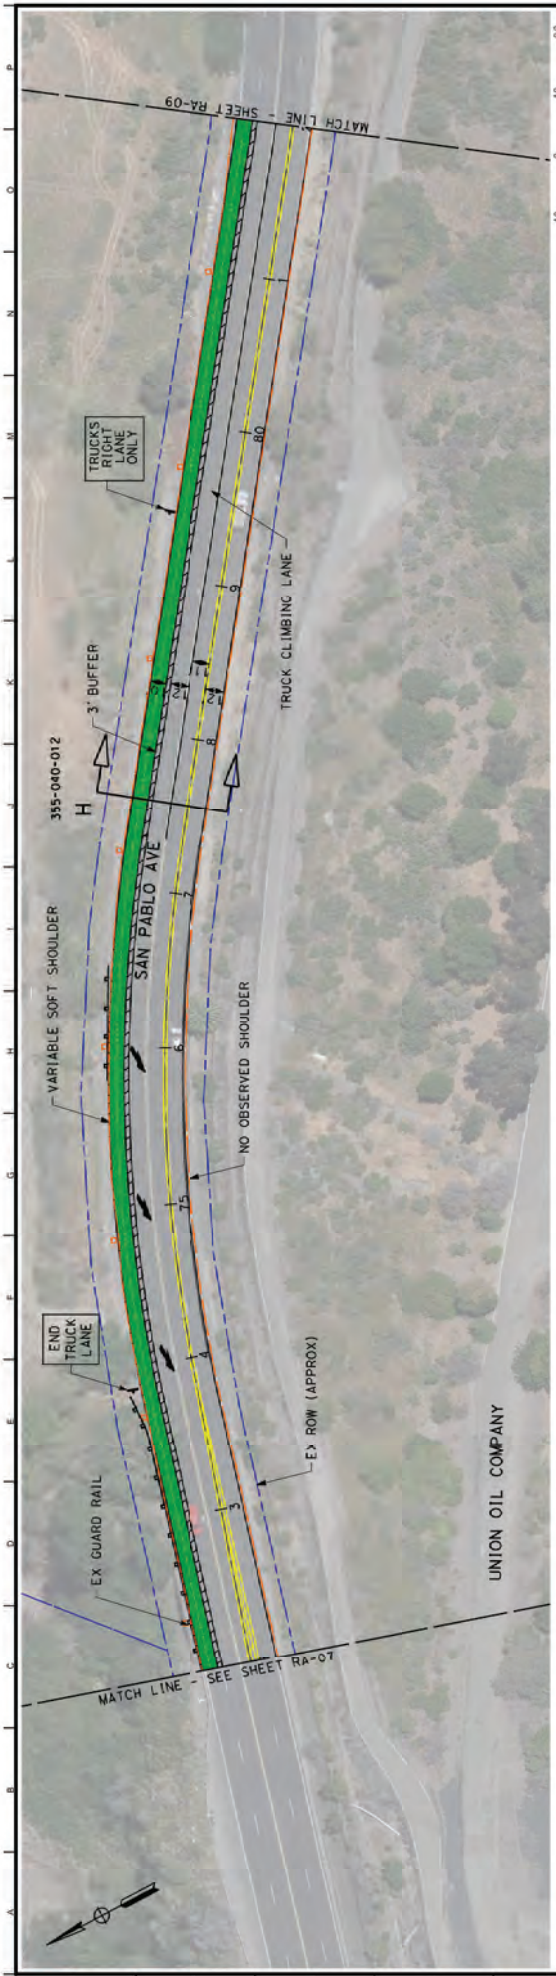 A
B
C
D
E
F
G
H
K
L
M
N
O
P
MATCH LINE - SHEET RA-09
TRUCKS
RIGHT
LANE
ONLY
3' BUFFER
355-040-012
H
VARIABLE SOFT SHOULDER
SAN PABLO AVE
TRUCK CLIMBING LANE
NO OBSERVED SHOULDER
END
TRUCK
LANE
EX GUARD RAIL
EX ROW (APPROX)
UNION OIL COMPANY
MATCH LINE - SEE SHEET RA-07
3
4
75
6
7
8
9
80
1
12
11
12